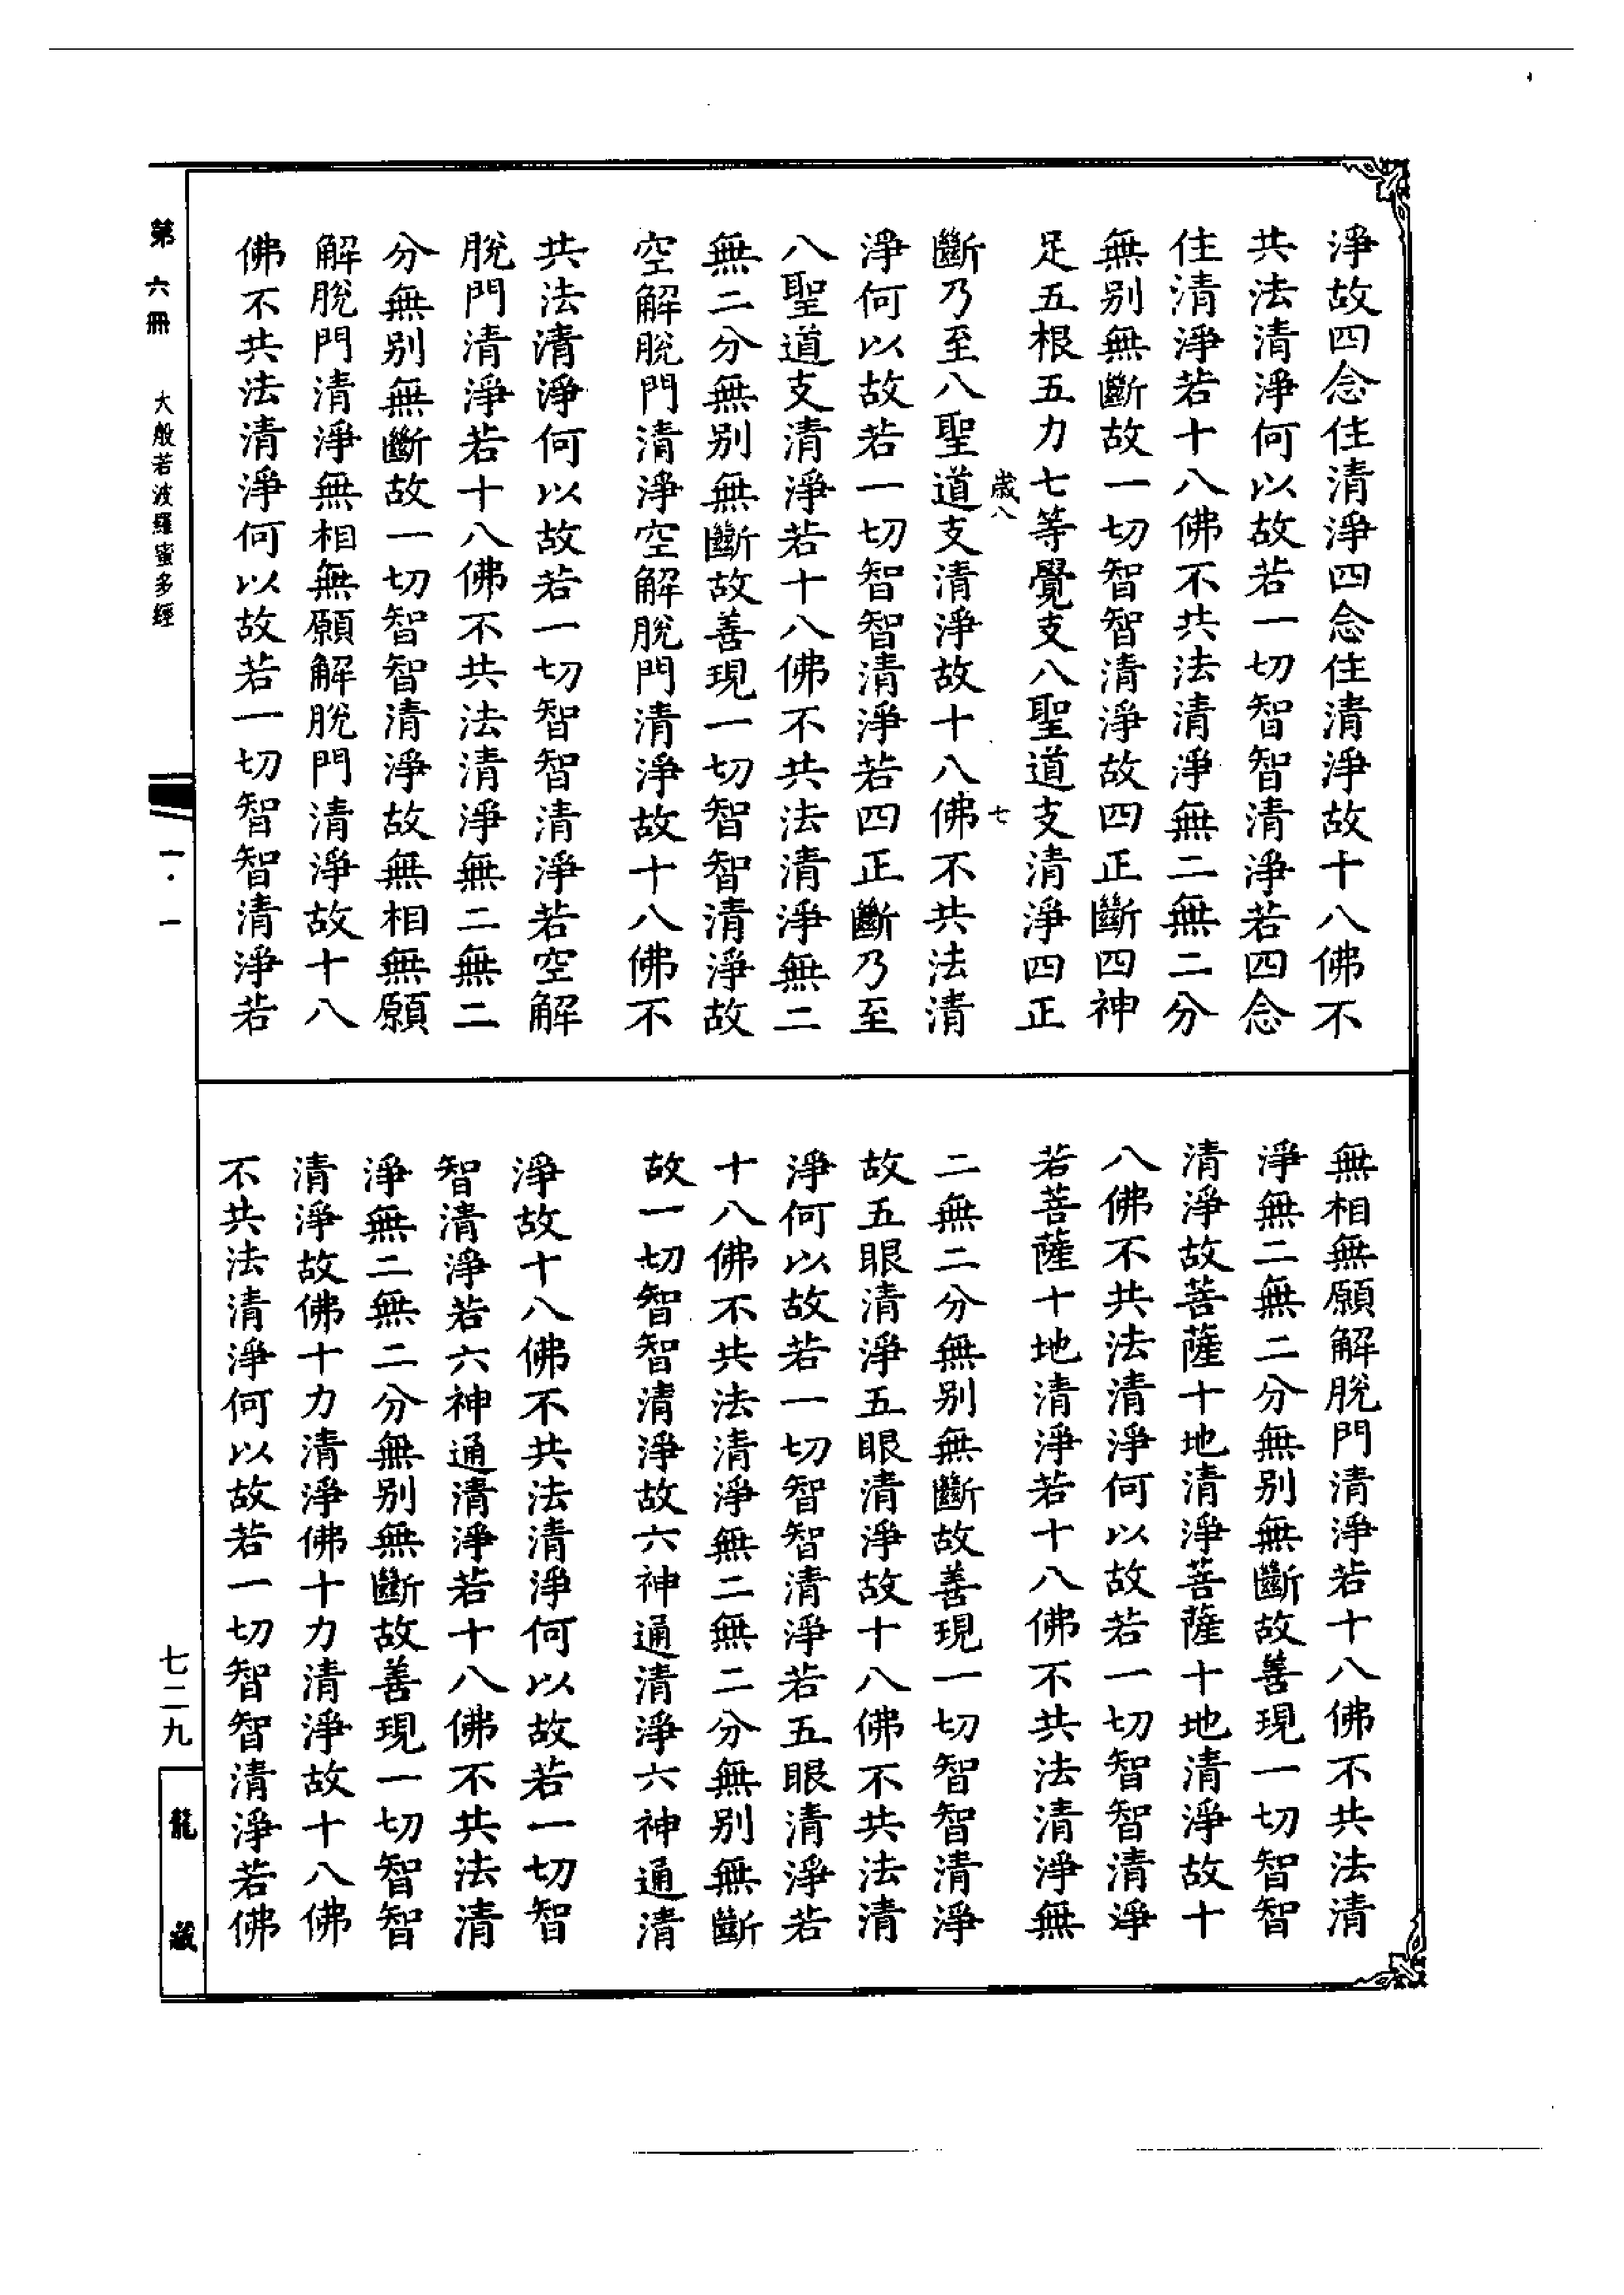 淨故四念住清淨四念住清淨故十八佛不
共法清淨何以故若一切智智清淨若四念
住清淨若十八佛不共法清淨無二無二分
無别無斷故一切智智清淨故四正斷四神
足五根五力七等覺支八聖道支清淨四正
歳八 七
斷乃至八聖道支清淨故十八佛不共法清
淨何以故若一切智智清淨若四正斷乃至
八聖道支清淨若十八佛不共法清淨無二
無二分無别無斷故善現一切智智清淨故
空解脫門清淨空解脫門清淨故十八佛不
共法清淨何以故若一切智智清淨若空解
脫門清淨若十八佛不共法清淨無二無二
分無别無斷故一切智智清淨故無相無願
解脫門清淨無相無願解脫門清淨故十八
佛不共法清淨何以故若一切智智清淨若
無相無願解脫門清淨若十八佛不共法清
淨無二無二分無别無斷故善現一切智智
清淨故菩薩十地清淨菩薩十地清淨故十
八佛不共法清淨何以故若一切智智清淨
若菩薩十地清淨若十八佛不共法清淨無
二無二分無别無斷故善現一切智智清淨
故五眼清淨五眼清淨故十八佛不共法清
淨何以故若一切智智清淨若五眼清淨若
十八佛不共法清淨無二無二分無别無斷
故一切智智清淨故六神通清淨六神通清
淨故十八佛不共法清淨何以故若一切智
智清淨若六神通清淨若十八佛不共法清
淨無二無二分無别無斷故善現一切智智
清淨故佛十力清淨佛十力清淨故十八佛
不共法清淨何以故若一切智智清淨若佛
第六冊 大般若波羅蜜多經 一·一 七二九 龍藏